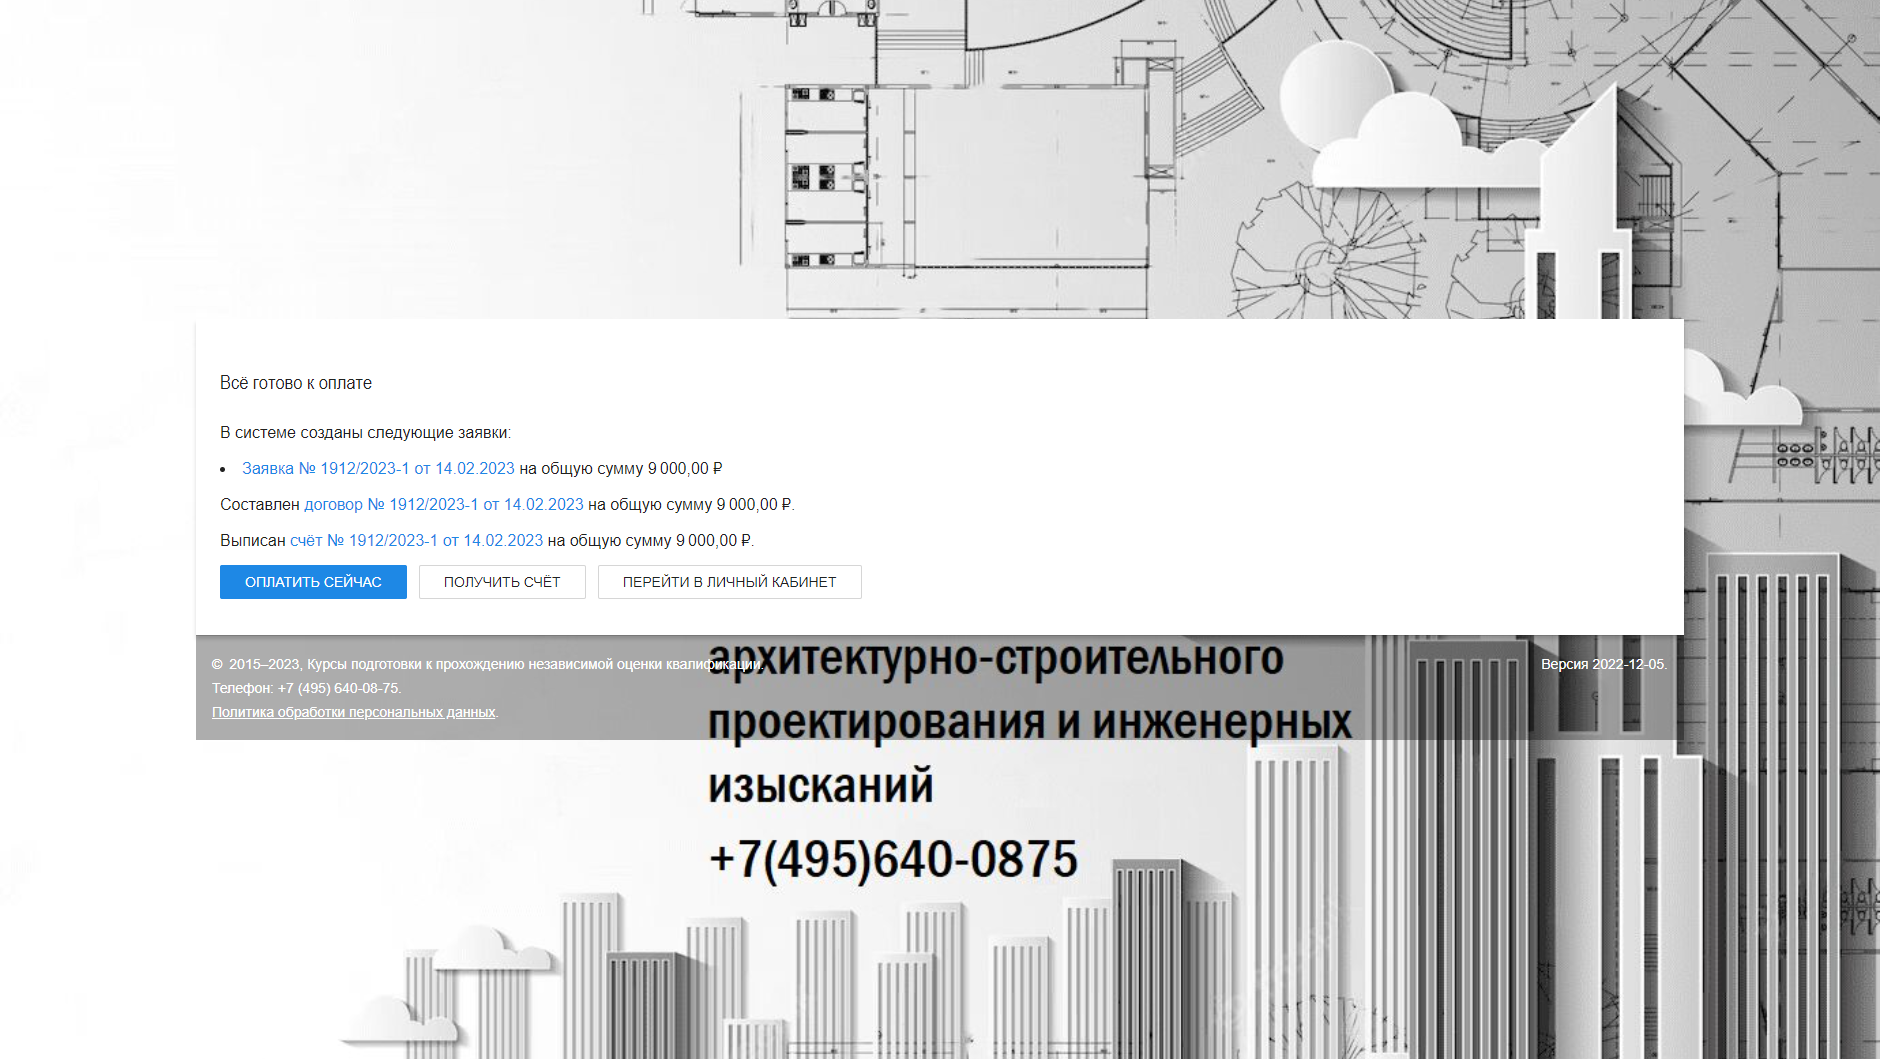 Всё готово к оплате
В системе созданы следующие заявки:
• Заявка № 1912/2023-1 от 14.02.2023 на общую сумму 9 000,00 ₽
Составлен договор № 1912/2023-1 от 14.02.2023 на общую сумму 9 000,00 ₽.
Выписан счёт № 1912/2023-1 от 14.02.2023 на общую сумму 9 000,00 ₽.
ОПЛАТИТЬ СЕЙЧАС ПОЛУЧИТЬ СЧЁТ ПЕРЕЙТИ В ЛИЧНЫЙ КАБИНЕТ
© 2015–2023, Курсы подготовки к прохождению независимой оценки квалификации.
Версия 2022-12-05.
Телефон: +7 (495) 640-08-75.
Политика обработки персональных данных.
архитектурно-строительного
проектирования и инженерных
изысканий
+7(495)640-0875